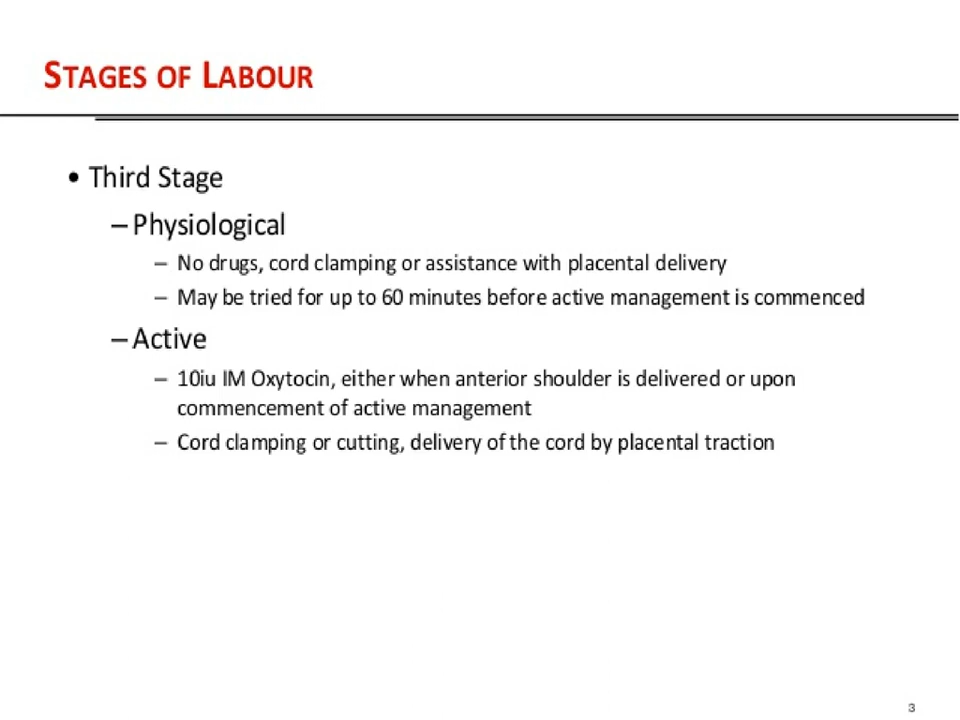 STAGES OF LABOUR
• Third Stage
– Physiological
– No drugs, cord clamping or assistance with placental delivery
– May be tried for up to 60 minutes before active management is commenced
– Active
– 10iu IM Oxytocin, either when anterior shoulder is delivered or upon
commencement of active management
– Cord clamping or cutting, delivery of the cord by placental traction
3